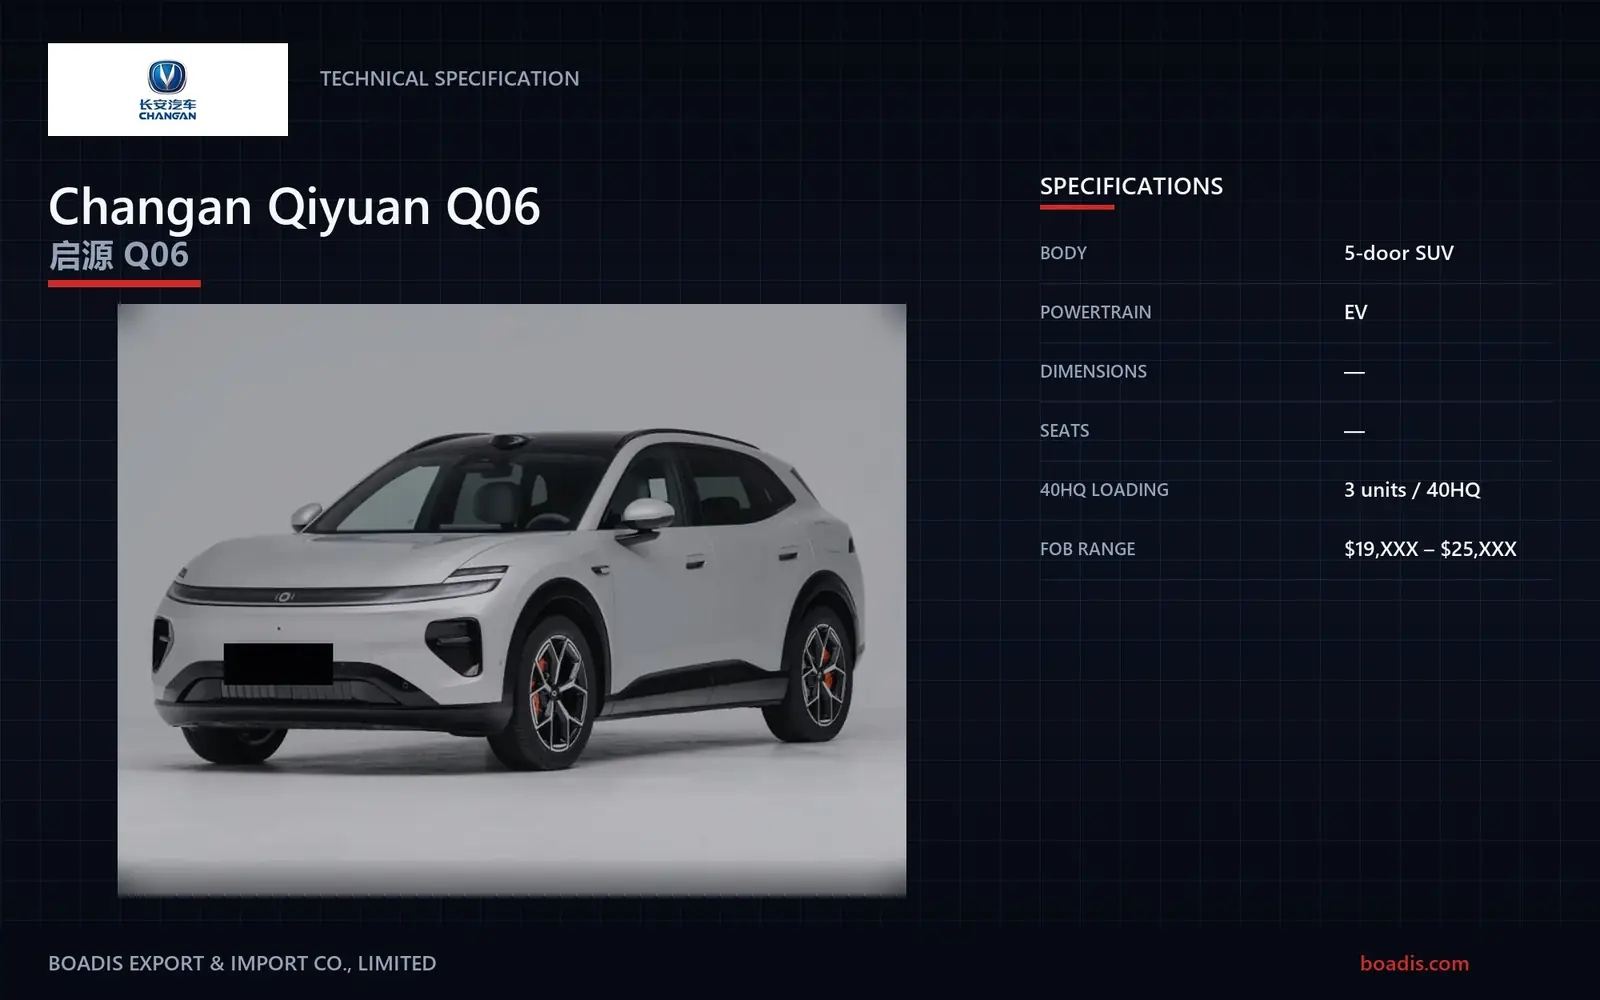 长安汽车
CHANGAN
TECHNICAL SPECIFICATION
Changan Qiyuan Q06
启源 Q06
SPECIFICATIONS
BODY 5-door SUV
POWERTRAIN EV
DIMENSIONS —
SEATS —
40HQ LOADING 3 units / 40HQ
FOB RANGE $19,XXX – $25,XXX
BOADIS EXPORT & IMPORT CO., LIMITED
boadis.com